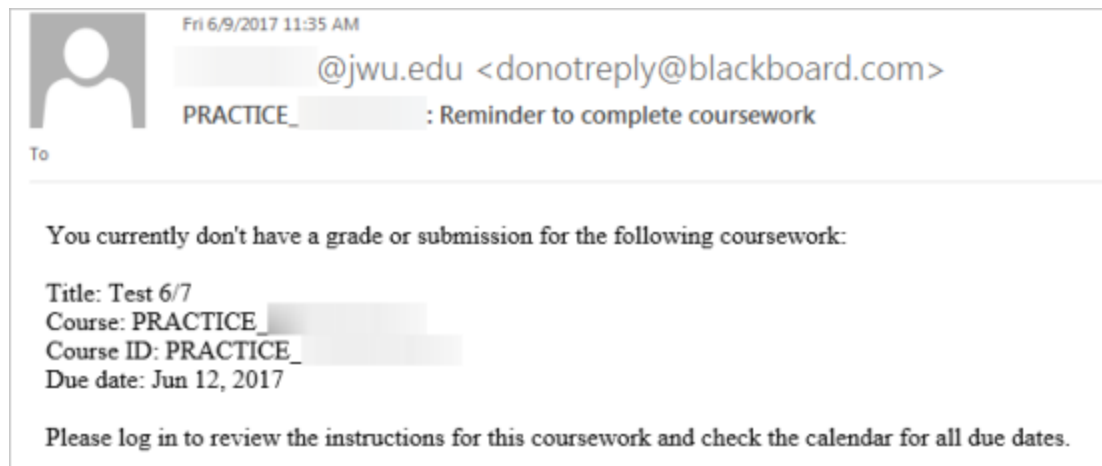 Fri 6/9/2017 11:35 AM
@jwu.edu <donotreply@blackboard.com>
PRACTICE_ : Reminder to complete coursework
To
You currently don't have a grade or submission for the following coursework:
Title: Test 6/7
Course: PRACTICE_
Course ID: PRACTICE_
Due date: Jun 12, 2017
Please log in to review the instructions for this coursework and check the calendar for all due dates.